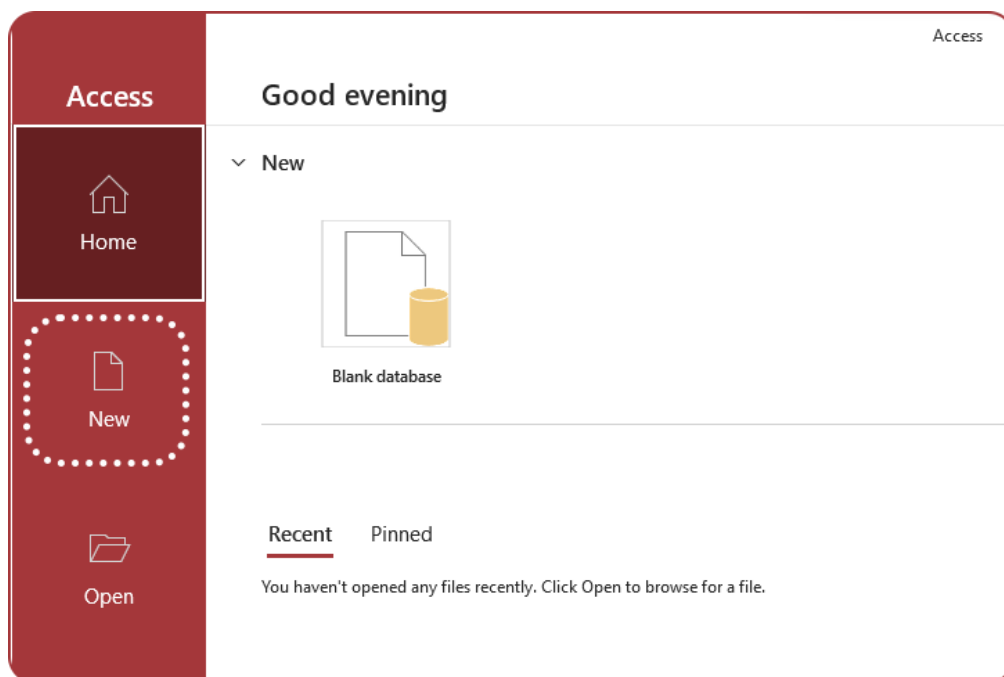 Access
Access
Good evening
Home
New
Open
New
Blank database
Recent Pinned
You haven't opened any files recently. Click Open to browse for a file.